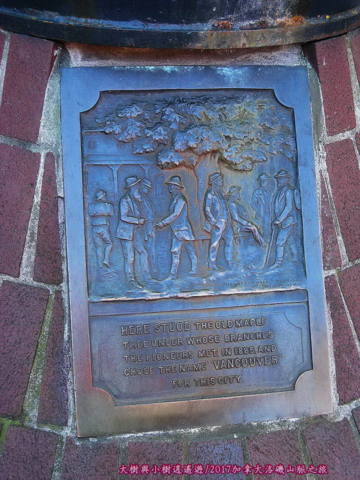 HERE STOOD THE OLD MAPLE
TREE UNDER WHOSE BRANCHES
THE PIONEERS MET IN 1885 AND
CHOSE THE NAME VANCOUVER
FOR THIS CITY
大樹與小樹逍遙遊/2017加拿大洛磯山脈之旅